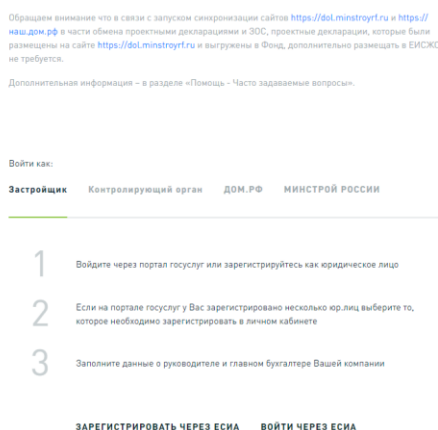 Обращаем внимание что в связи с запуском синхронизации сайтов https://dol.minstroyrf.ru и https://
наш.дом.рф в части обмена проектными декларациями и ЗОС, проектные декларации, которые были
размещены на сайте https://dol.minstroyrf.ru и выгружены в Фонд, дополнительно размещать в ЕИСЖС
не требуется.
Дополнительная информация – в разделе «Помощь - Часто задаваемые вопросы».
Войти как:
Застройщик Контролирующий орган ДОМ.РФ МИНСТРОЙ РОССИИ
1 Войдите через портал госуслуг или зарегистрируйтесь как юридическое лицо
2 Если на портале госуслуг у Вас зарегистрировано несколько юр.лиц выберите то,
которое необходимо зарегистрировать в личном кабинете
3 Заполните данные о руководителе и главном бухгалтере Вашей компании
ЗАРЕГИСТРИРОВАТЬ ЧЕРЕЗ ЕСИА ВОЙТИ ЧЕРЕЗ ЕСИА